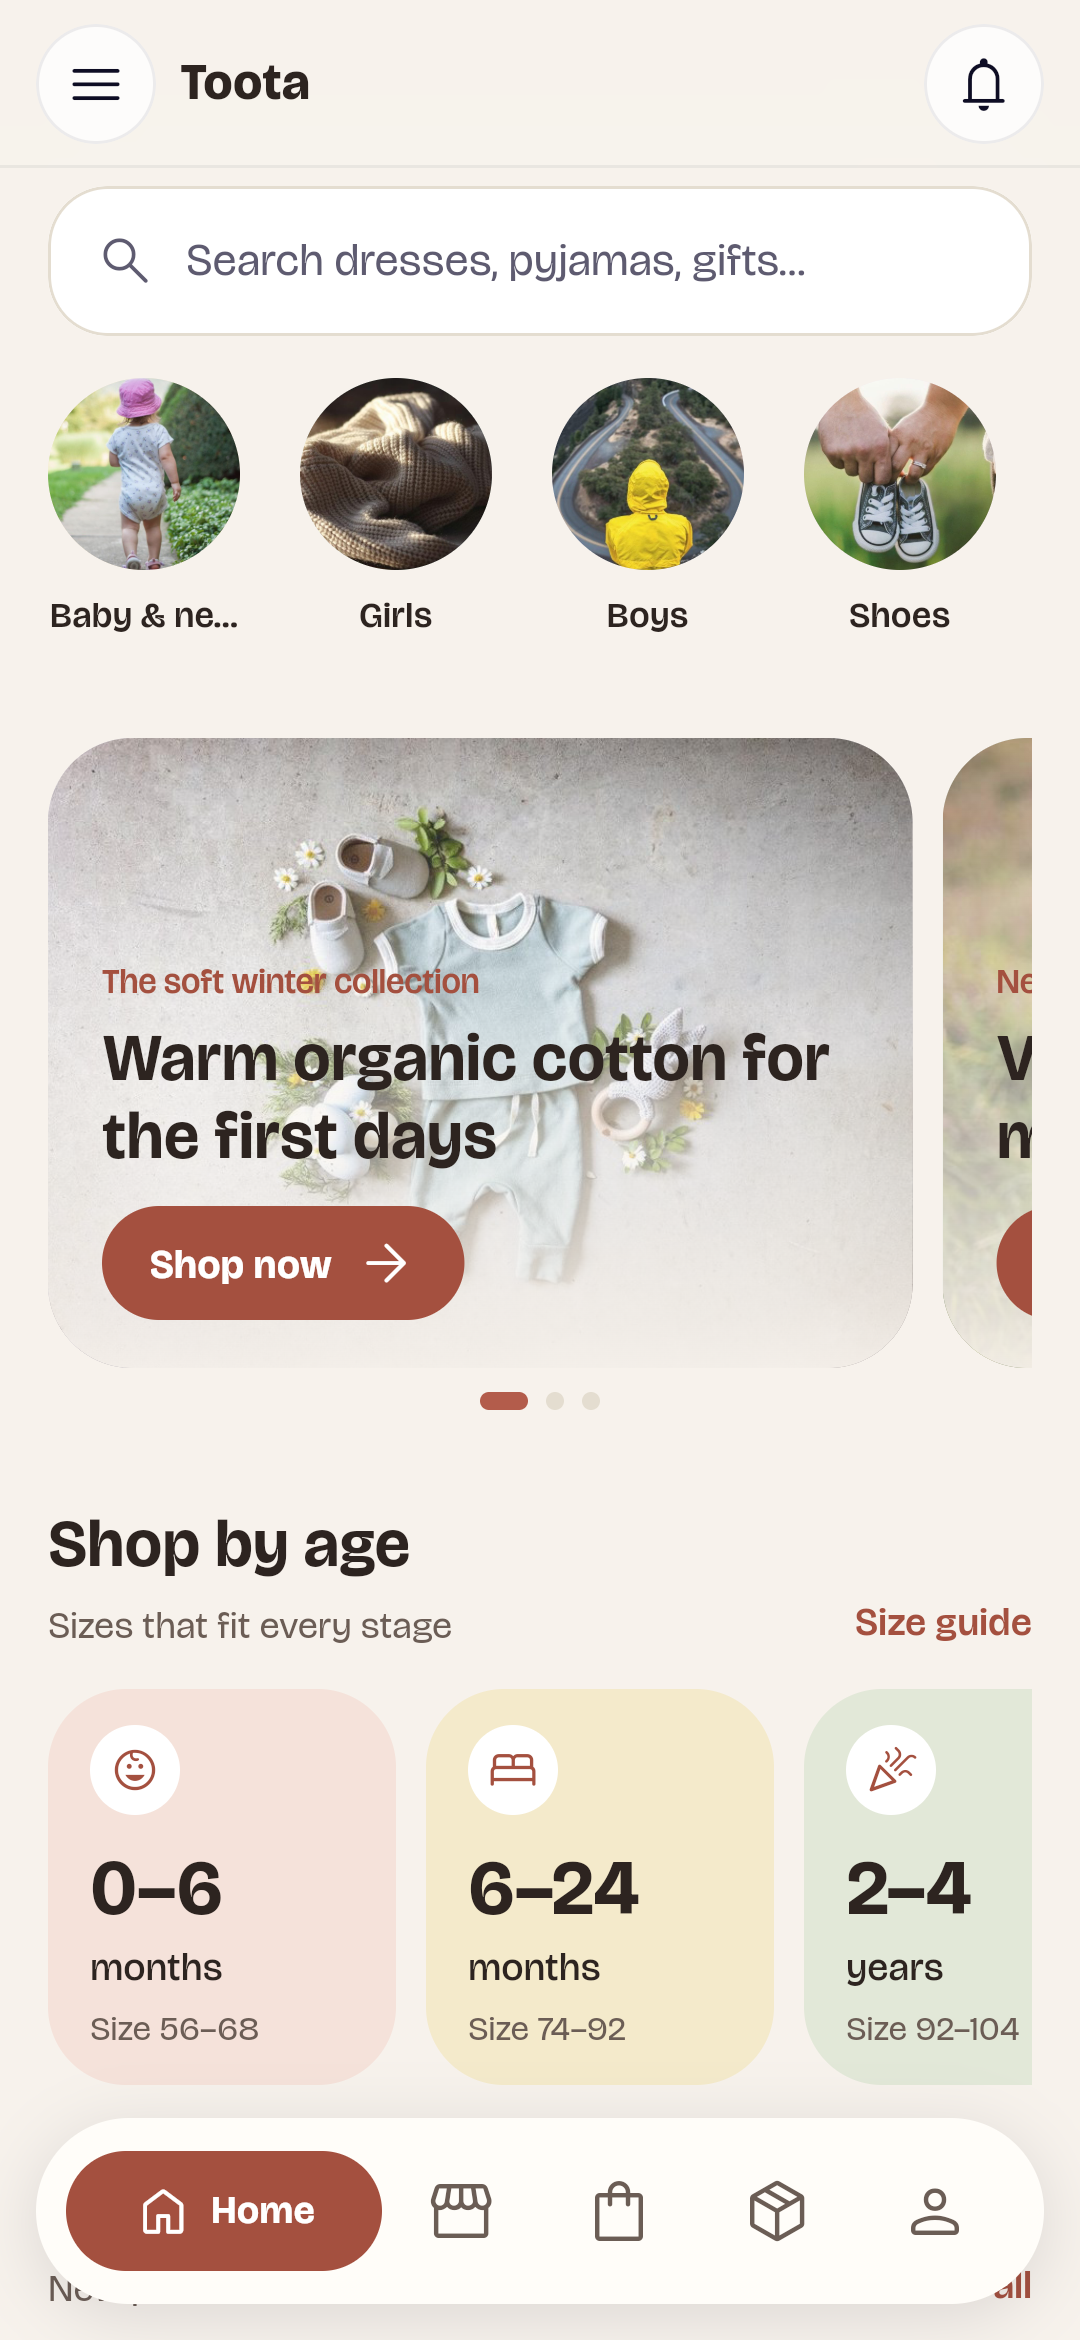 Toota
Search dresses, pyjamas, gifts...
Baby & ne...
Girls
Boys
Shoes
The soft winter collection
Warm organic cotton for
the first days
Shop now
Shop by age
Sizes that fit every stage
Size guide
0–6
months
Size 56–68
6–24
months
Size 74–92
2–4
years
Size 92–104
Home